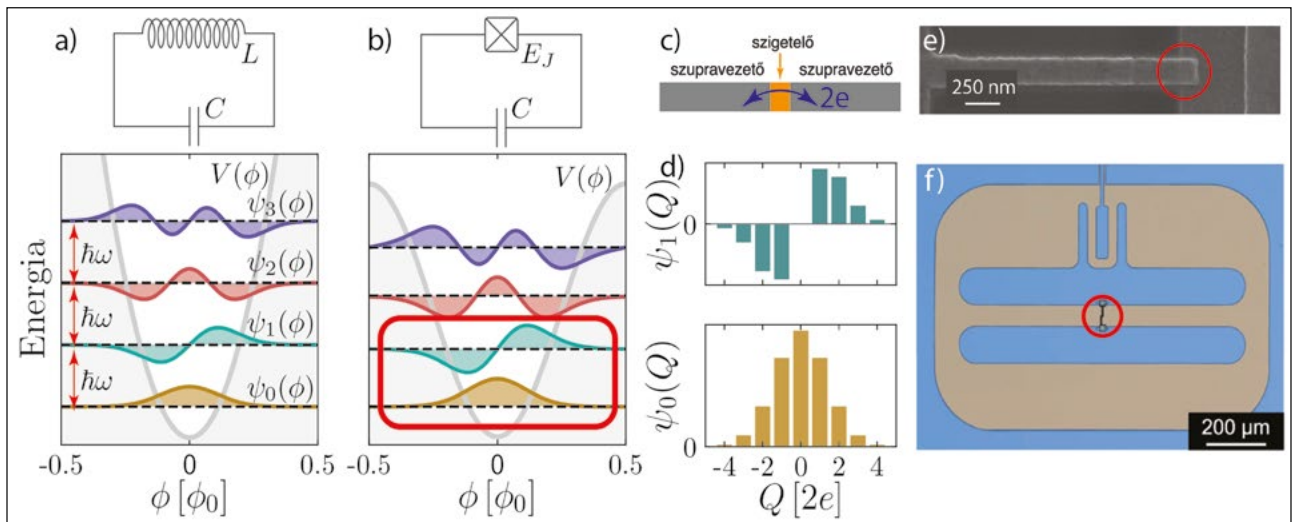 a)
L
C
V(ϕ)
ψ₃(ϕ)
ħω
ψ₂(ϕ)
ħω
ψ₁(ϕ)
ħω
ψ₀(ϕ)
Energia
-0.5 0 0.5
ϕ [ϕ₀]
b)
E_J
C
V(ϕ)
-0.5 0 0.5
ϕ [ϕ₀]
c)
szigetelő
szupravezető szupravezető
2e
d)
ψ₁(Q)
0
ψ₀(Q)
0
-4 -2 0 2 4
Q [2e]
e)
250 nm
f)
200 µm